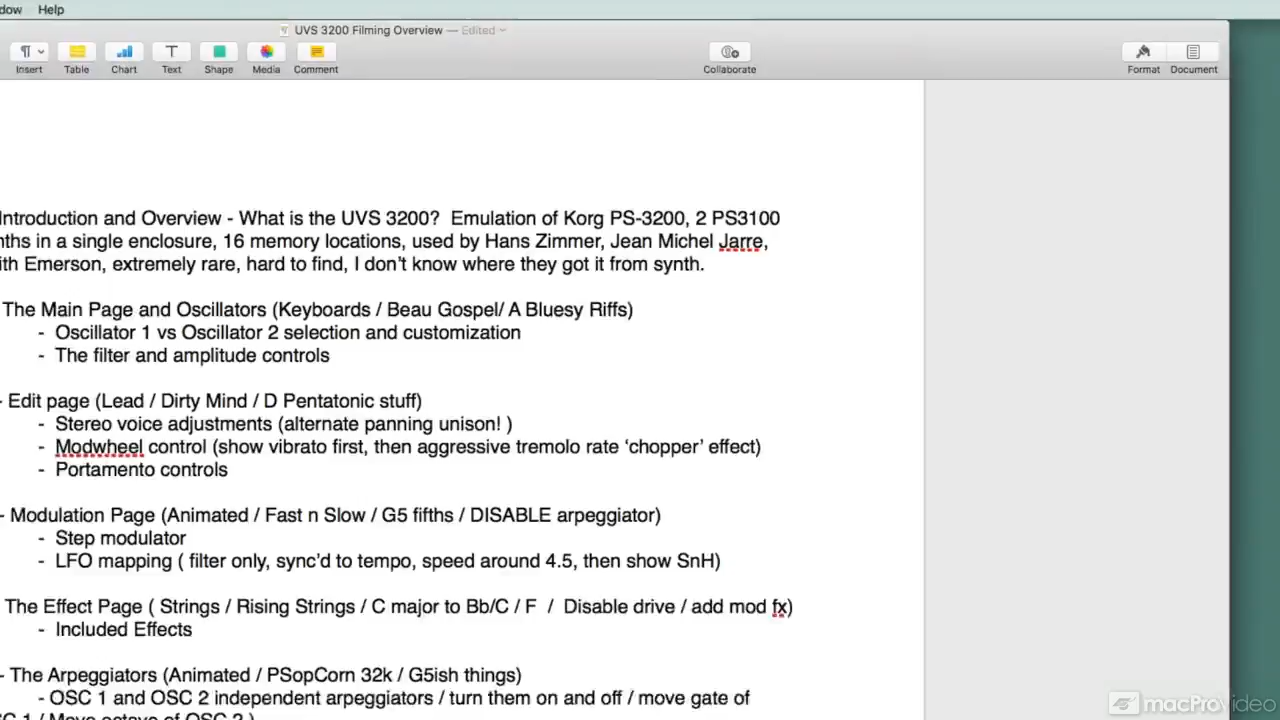 dow Help
UVS 3200 Filming Overview — Edited
Insert Table Chart Text Shape Media Comment Collaborate Format Document
Introduction and Overview - What is the UVS 3200? Emulation of Korg PS-3200, 2 PS3100
nths in a single enclosure, 16 memory locations, used by Hans Zimmer, Jean Michel Jarre,
ith Emerson, extremely rare, hard to find, I don't know where they got it from synth.
The Main Page and Oscillators (Keyboards / Beau Gospel/ A Bluesy Riffs)
- Oscillator 1 vs Oscillator 2 selection and customization
- The filter and amplitude controls
- Edit page (Lead / Dirty Mind / D Pentatonic stuff)
- Stereo voice adjustments (alternate panning unison! )
- Modwheel control (show vibrato first, then aggressive tremolo rate 'chopper' effect)
- Portamento controls
- Modulation Page (Animated / Fast n Slow / G5 fifths / DISABLE arpeggiator)
- Step modulator
- LFO mapping ( filter only, sync'd to tempo, speed around 4.5, then show SnH)
The Effect Page ( Strings / Rising Strings / C major to Bb/C / F / Disable drive / add mod fx)
- Included Effects
- The Arpeggiators (Animated / PSopCorn 32k / G5ish things)
- OSC 1 and OSC 2 independent arpeggiators / turn them on and off / move gate of
C 1 / Move octave of OSC 2 )
macProVideo